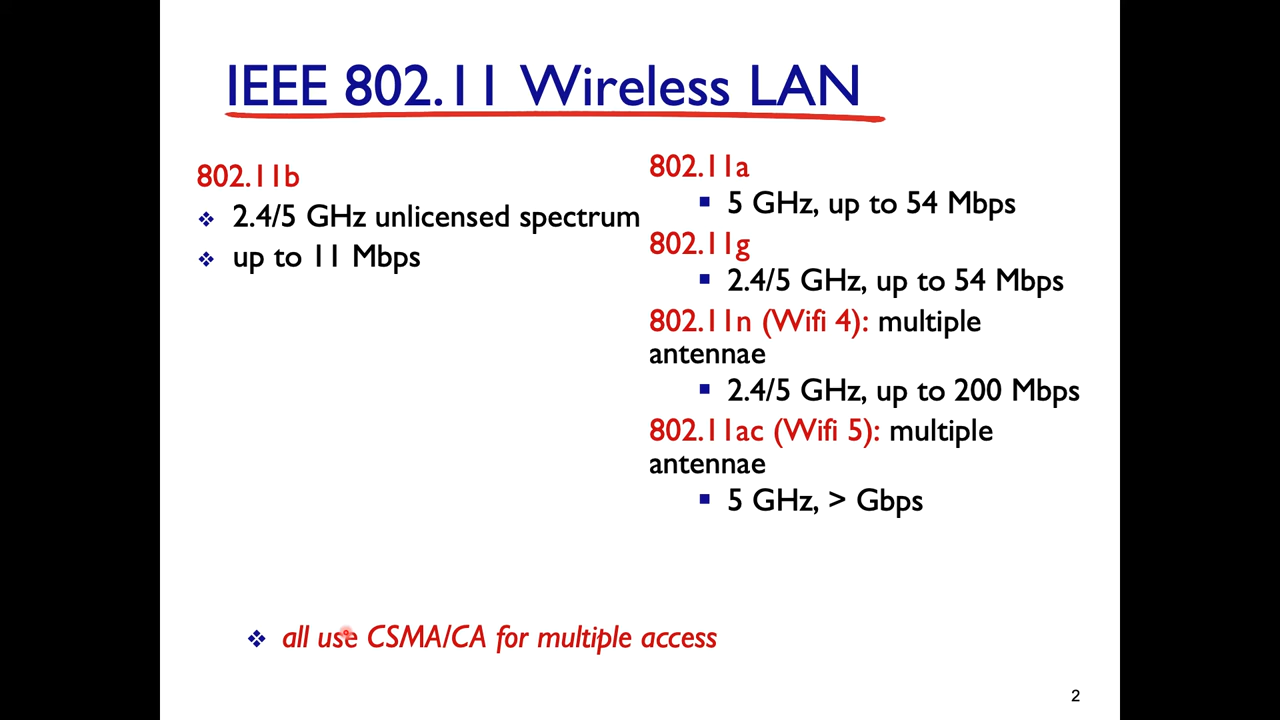 IEEE 802.11 Wireless LAN
802.11b
❖ 2.4/5 GHz unlicensed spectrum
❖ up to 11 Mbps
802.11a
▪ 5 GHz, up to 54 Mbps
802.11g
▪ 2.4/5 GHz, up to 54 Mbps
802.11n (Wifi 4): multiple
antennae
▪ 2.4/5 GHz, up to 200 Mbps
802.11ac (Wifi 5): multiple
antennae
▪ 5 GHz, > Gbps
❖ all use CSMA/CA for multiple access
2